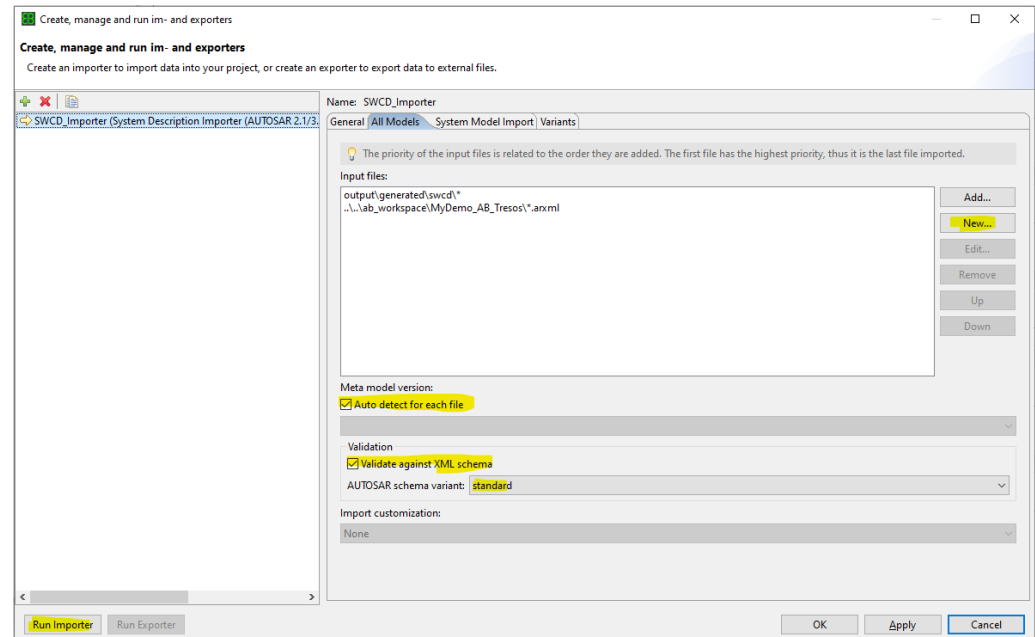 Create, manage and run im- and exporters
Create, manage and run im- and exporters
Create an importer to import data into your project, or create an exporter to export data to external files.
Name: SWCD_Importer
SWCD_Importer (System Description Importer (AUTOSAR 2.1/3.
General All Models System Model Import Variants
The priority of the input files is related to the order they are added. The first file has the highest priority, thus it is the last file imported.
Input files:
output\generated\swcd\*
..\..\ab_workspace\MyDemo_AB_Tresos\*.arxml
Add...
New...
Edit...
Remove
Up
Down
Meta model version:
Auto detect for each file
Validation
Validate against XML schema
AUTOSAR schema variant: standard
Import customization:
None
Run Importer Run Exporter OK Apply Cancel